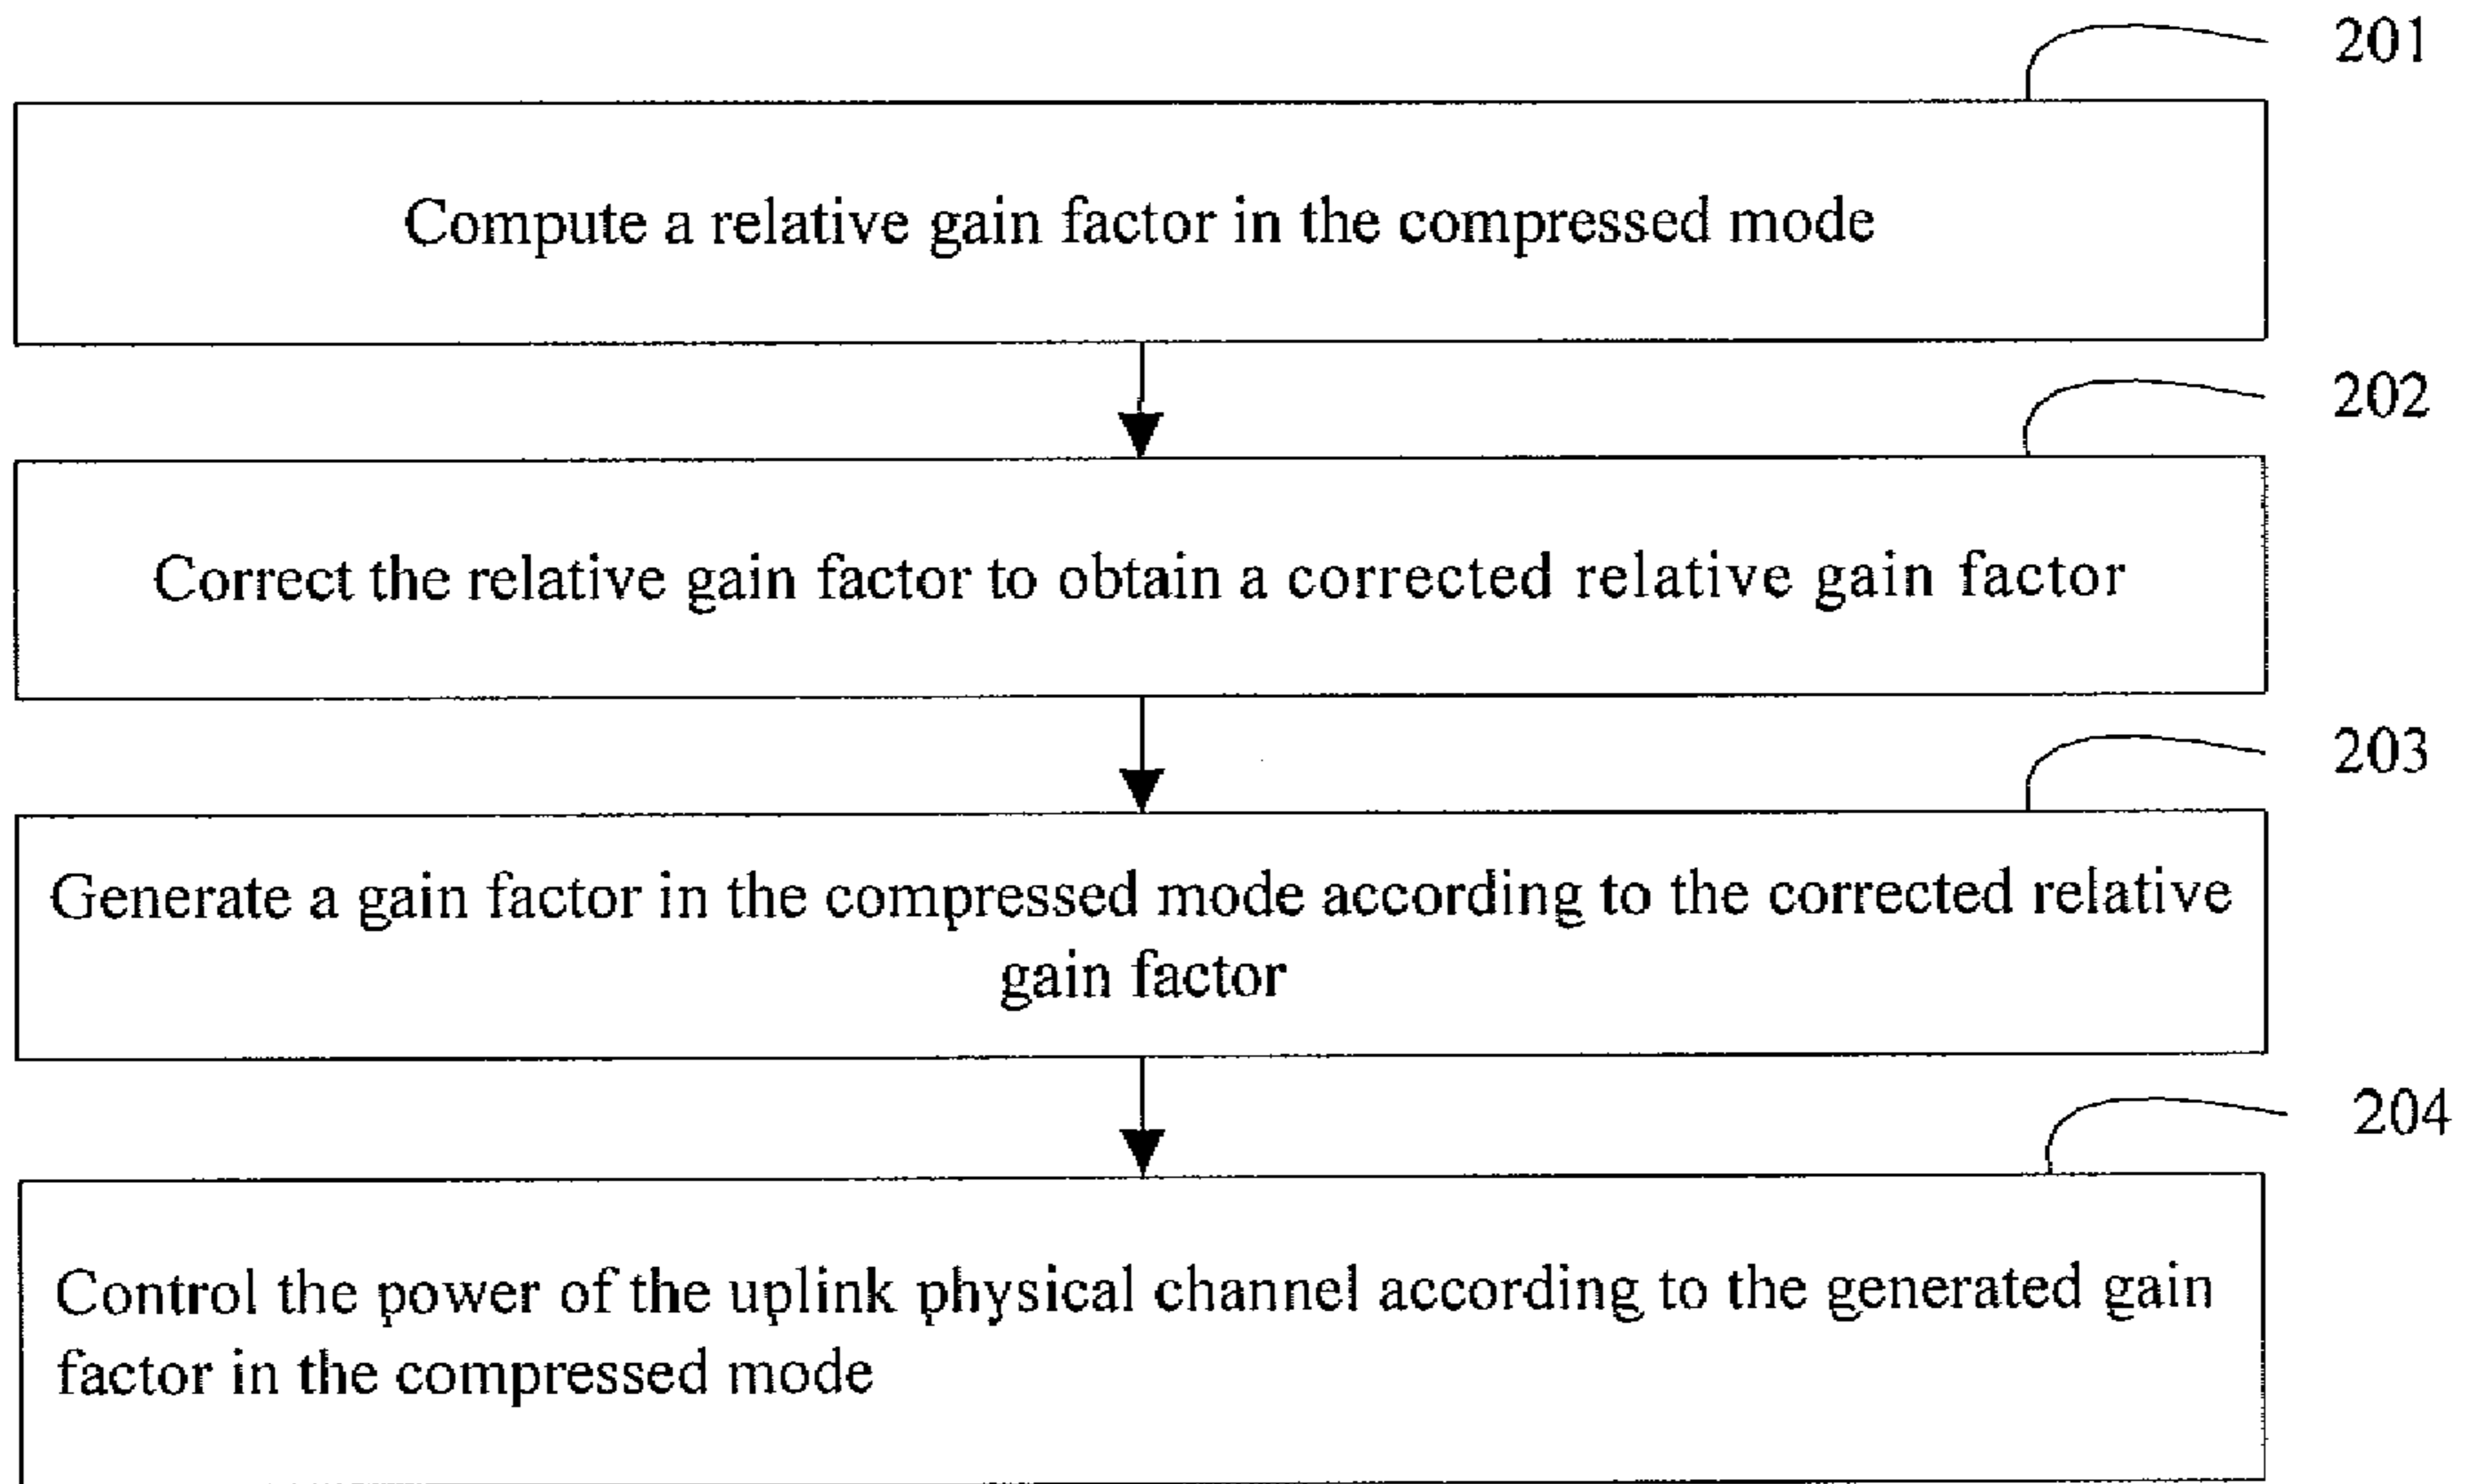 201
Compute a relative gain factor in the compressed mode
202
Correct the relative gain factor to obtain a corrected relative gain factor
203
Generate a gain factor in the compressed mode according to the corrected relative
gain factor
204
Control the power of the uplink physical channel according to the generated gain
factor in the compressed mode